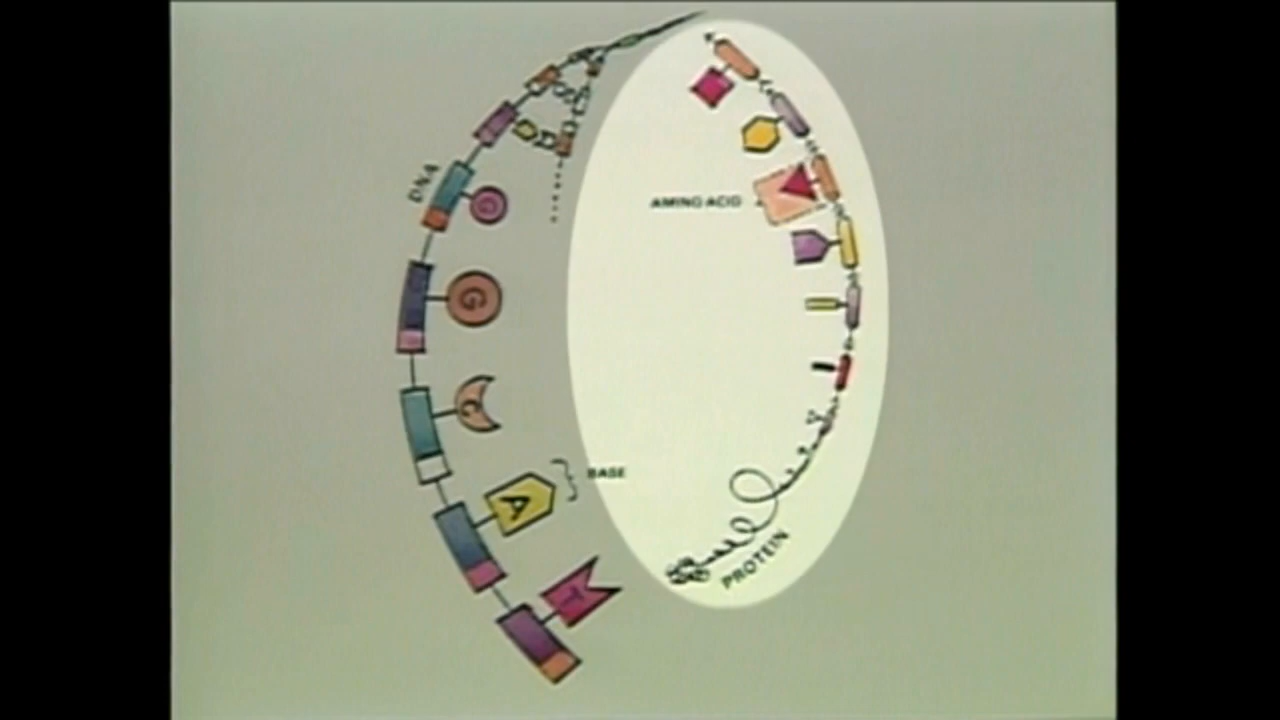 DNA
G
G
C
A
T
BASE
AMINO ACID
PROTEIN